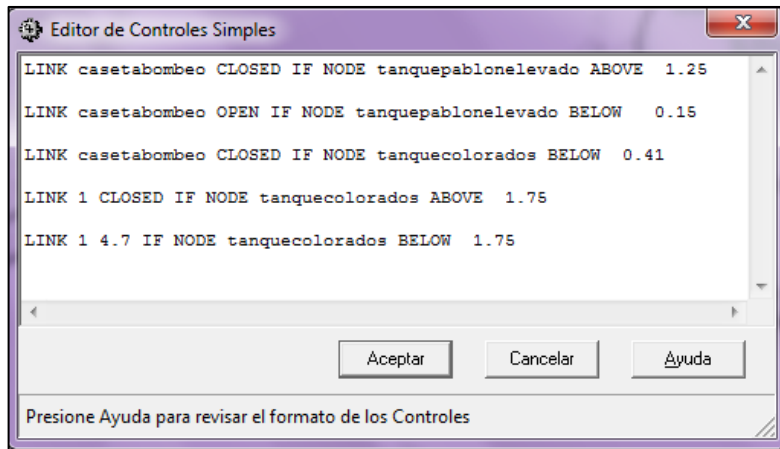 Editor de Controles Simples
LINK casetabombeo CLOSED IF NODE tanquepablonelevado ABOVE  1.25
LINK casetabombeo OPEN IF NODE tanquepablonelevado BELOW   0.15
LINK casetabombeo CLOSED IF NODE tanquecolorados BELOW  0.41
LINK 1 CLOSED IF NODE tanquecolorados ABOVE  1.75
LINK 1 4.7 IF NODE tanquecolorados BELOW  1.75
Aceptar Cancelar Ayuda
Presione Ayuda para revisar el formato de los Controles